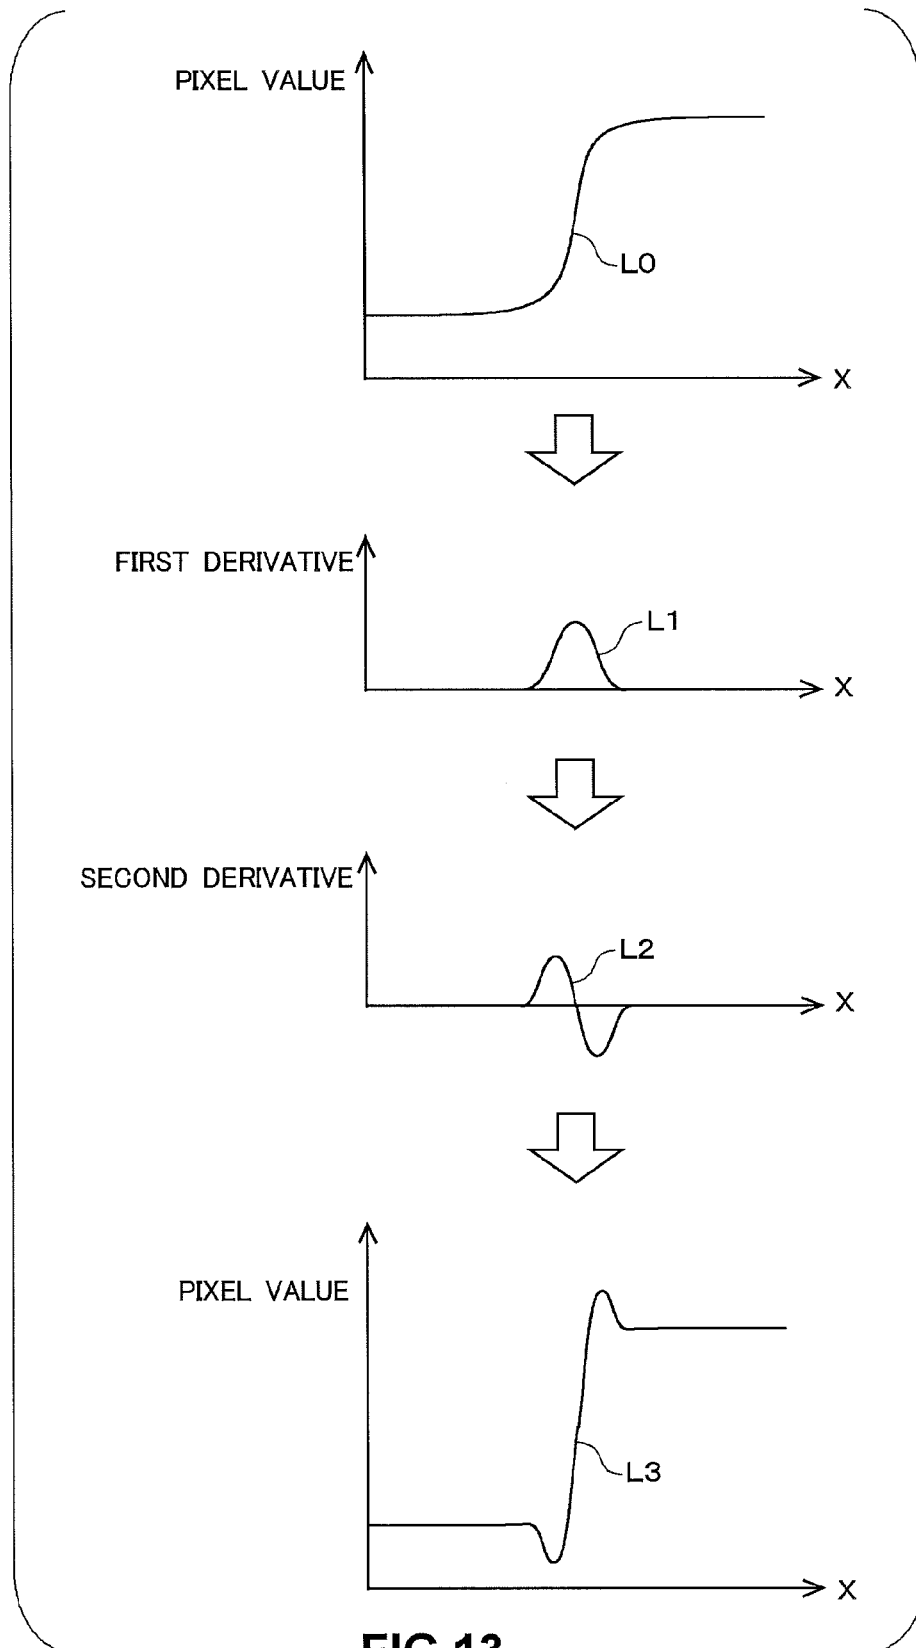 PIXEL VALUE
L0
X
FIRST DERIVATIVE
L1
X
SECOND DERIVATIVE
L2
X
PIXEL VALUE
L3
X
FIG.13